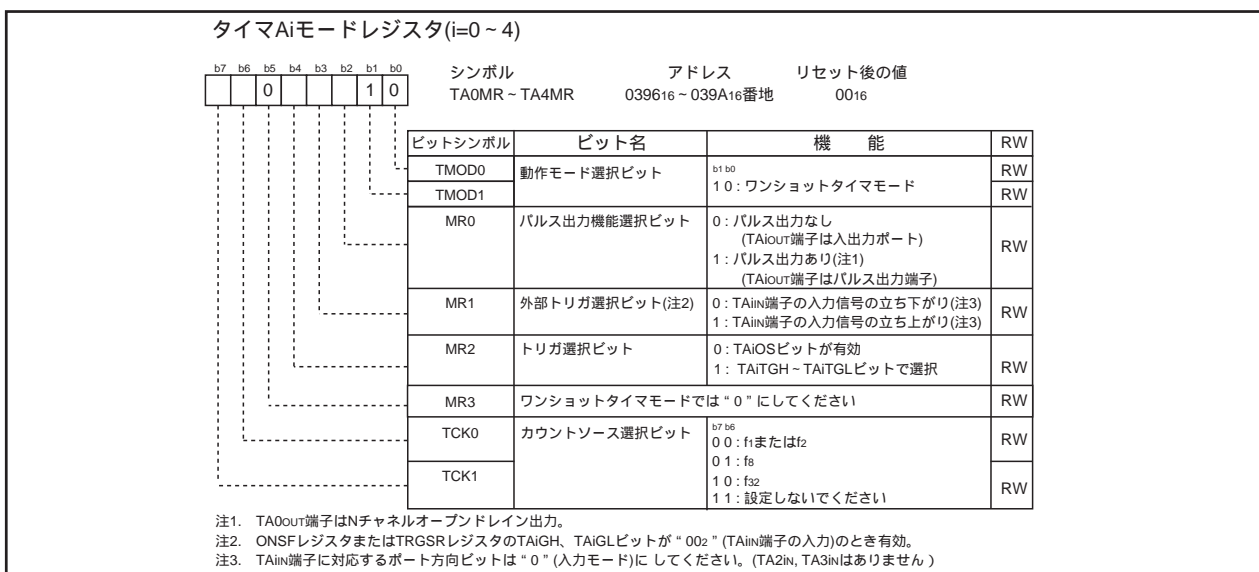 タイマAiモードレジスタ(i=0~4)
b7 b6 b5 b4 b3 b2 b1 b0
0 1 0
シンボル アドレス リセット後の値
TA0MR~TA4MR 039616~039A16番地 0016
ビットシンボル ビット名 機 能 RW
TMOD0 動作モード選択ビット b1 b0 RW
1 0 : ワンショットタイマモード
TMOD1 RW
MR0 パルス出力機能選択ビット 0 : パルス出力なし
(TAiOUT端子は入出力ポート)
1 : パルス出力あり(注1)
(TAiOUT端子はパルス出力端子)
RW
MR1 外部トリガ選択ビット(注2) 0 : TAiIN端子の入力信号の立ち下がり(注3)
1 : TAiIN端子の入力信号の立ち上がり(注3)
RW
MR2 トリガ選択ビット 0 : TAiOSビットが有効
1 : TAiTGH~TAiTGLビットで選択 RW
MR3 ワンショットタイマモードでは“0”にしてください RW
TCK0 カウントソース選択ビット b7 b6
0 0 : f1またはf2 RW
0 1 : f8
TCK1 1 0 : f32
1 1 : 設定しないでください RW
注1. TA0OUT端子はNチャネルオープンドレイン出力。
注2. ONSFレジスタまたはTRGSRレジスタのTAiGH、TAiGLビットが“002”(TAiIN端子の入力)のとき有効。
注3. TAiIN端子に対応するポート方向ビットは“0”(入力モード)に してください。(TA2IN, TA3INはありません )